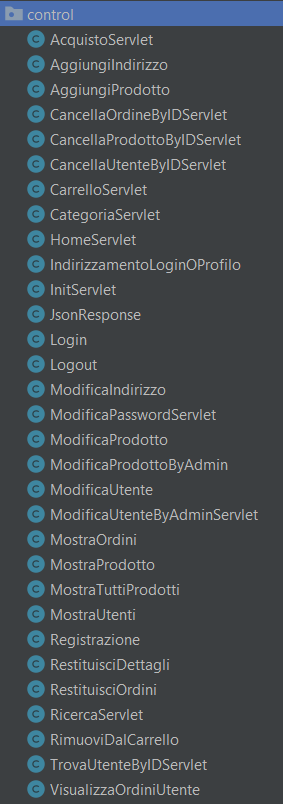 control
AcquistoServlet
AggiungiIndirizzo
AggiungiProdotto
CancellaOrdineByIDServlet
CancellaProdottoByIDServlet
CancellaUtenteByIDServlet
CarrelloServlet
CategoriaServlet
HomeServlet
IndirizzamentoLoginOProfilo
InitServlet
JsonResponse
Login
Logout
ModificaIndirizzo
ModificaPasswordServlet
ModificaProdotto
ModificaProdottoByAdmin
ModificaUtente
ModificaUtenteByAdminServlet
MostraOrdini
MostraProdotto
MostraTuttiProdotti
MostraUtenti
Registrazione
RestituisciDettagli
RestituisciOrdini
RicercaServlet
RimuoviDalCarrello
TrovaUtenteByIDServlet
VisualizzaOrdiniUtente